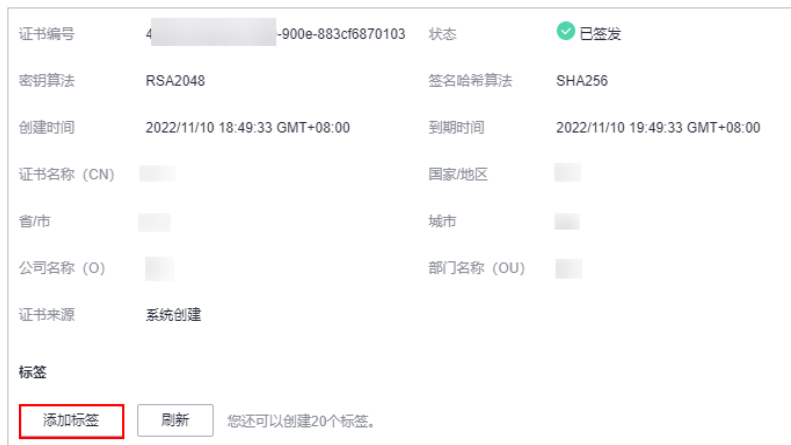 证书编号 4 -900e-883cf6870103 状态 已签发
密钥算法 RSA2048 签名哈希算法 SHA256
创建时间 2022/11/10 18:49:33 GMT+08:00 到期时间 2022/11/10 19:49:33 GMT+08:00
证书名称（CN） 国家/地区
省/市 城市
公司名称（O） 部门名称（OU）
证书来源 系统创建
标签
添加标签 刷新 您还可以创建20个标签。